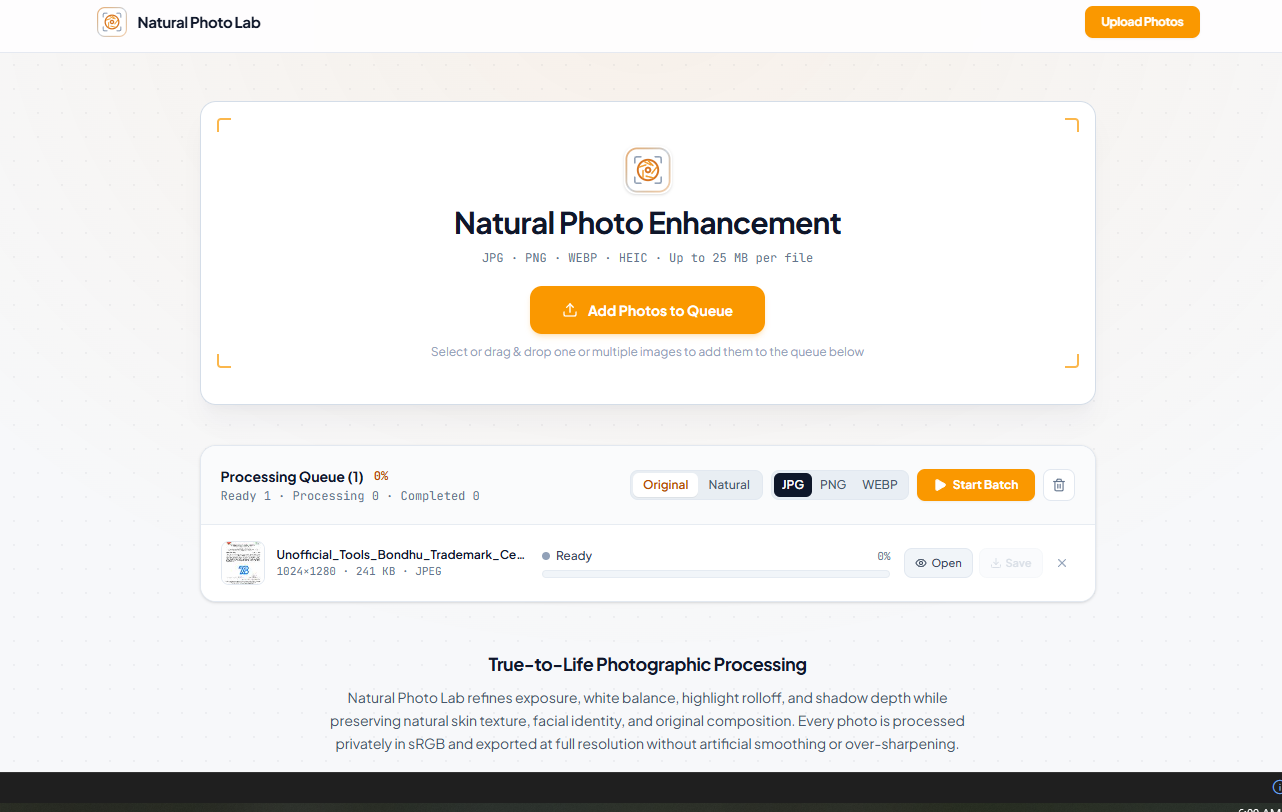 Natural Photo Lab
Upload Photos
Natural Photo Enhancement
JPG · PNG · WEBP · HEIC · Up to 25 MB per file
Add Photos to Queue
Select or drag & drop one or multiple images to add them to the queue below
Processing Queue (1) 0%
Ready 1 · Processing 0 · Completed 0
Original Natural JPG PNG WEBP Start Batch
Unofficial_Tools_Bondhu_Trademark_Ce...
1024×1280 · 241 KB · JPEG
Ready 0%
Open Save
True-to-Life Photographic Processing
Natural Photo Lab refines exposure, white balance, highlight rolloff, and shadow depth while
preserving natural skin texture, facial identity, and original composition. Every photo is processed
privately in sRGB and exported at full resolution without artificial smoothing or over-sharpening.